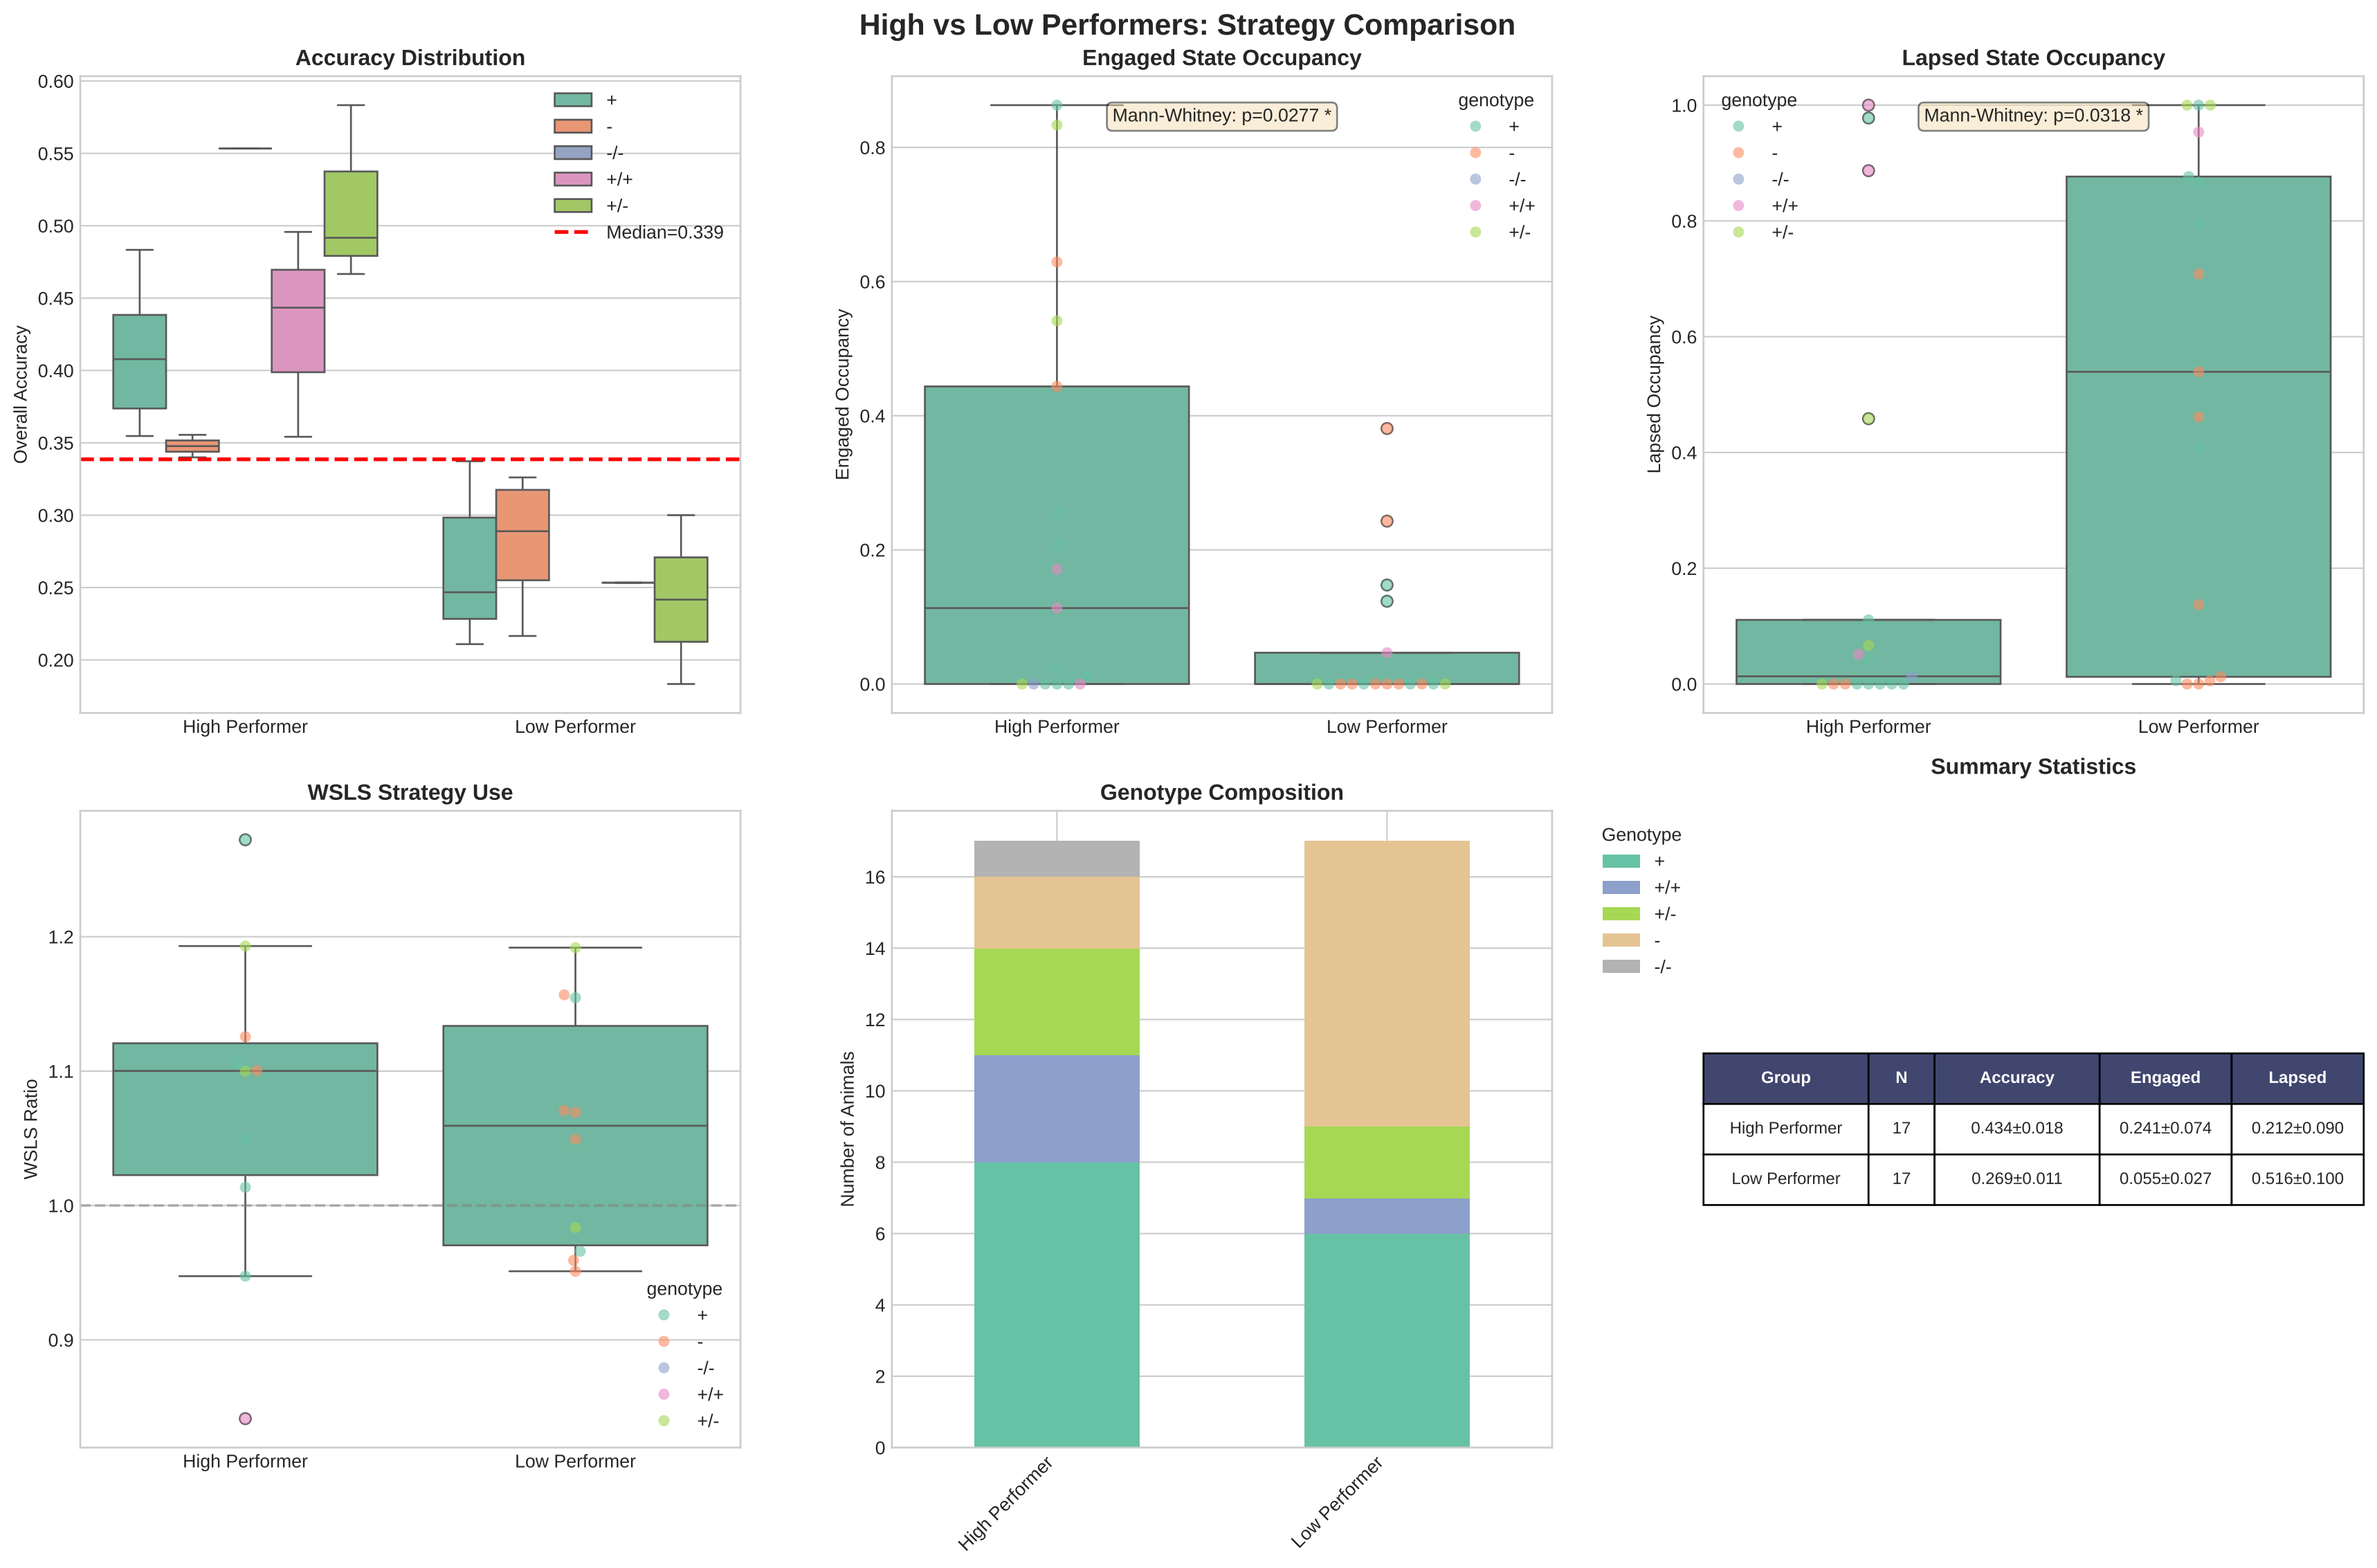 High vs Low Performers: Strategy Comparison
Accuracy Distribution
Overall Accuracy
0.60
0.55
0.50
0.45
0.40
0.35
0.30
0.25
0.20
+
-
-/-
+/+
+/-
Median=0.339
High Performer
Low Performer
Engaged State Occupancy
Engaged Occupancy
0.8
0.6
0.4
0.2
0.0
Mann-Whitney: p=0.0277 *
genotype
+
-
-/-
+/+
+/-
High Performer
Low Performer
Lapsed State Occupancy
Lapsed Occupancy
1.0
0.8
0.6
0.4
0.2
0.0
genotype
+
-
-/-
+/+
+/-
Mann-Whitney: p=0.0318 *
High Performer
Low Performer
WSLS Strategy Use
WSLS Ratio
1.2
1.1
1.0
0.9
genotype
+
-
-/-
+/+
+/-
High Performer
Low Performer
Genotype Composition
Number of Animals
16
14
12
10
8
6
4
2
0
High Performer
Low Performer
Genotype
+
+/+
+/-
-
-/-
Summary Statistics
Group N Accuracy Engaged Lapsed
High Performer 17 0.434±0.018 0.241±0.074 0.212±0.090
Low Performer 17 0.269±0.011 0.055±0.027 0.516±0.100